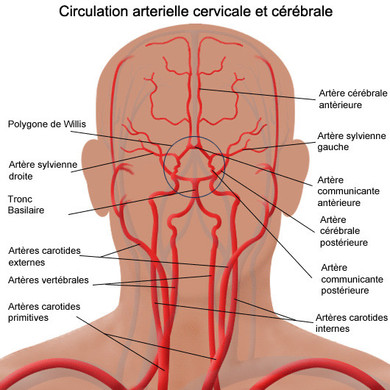 Circulation arterielle cervicale et cérébrale
Polygone de Willis
Artère sylvienne
droite
Tronc
Basilaire
Artères carotides
externes
Artères vertébrales
Artères carotides
primitives
Artère cérébrale
antérieure
Artère sylvienne
gauche
Artère
communicante
antérieure
Artère
cérébrale
postérieure
Artère
communicante
postérieure
Artères carotides
internes